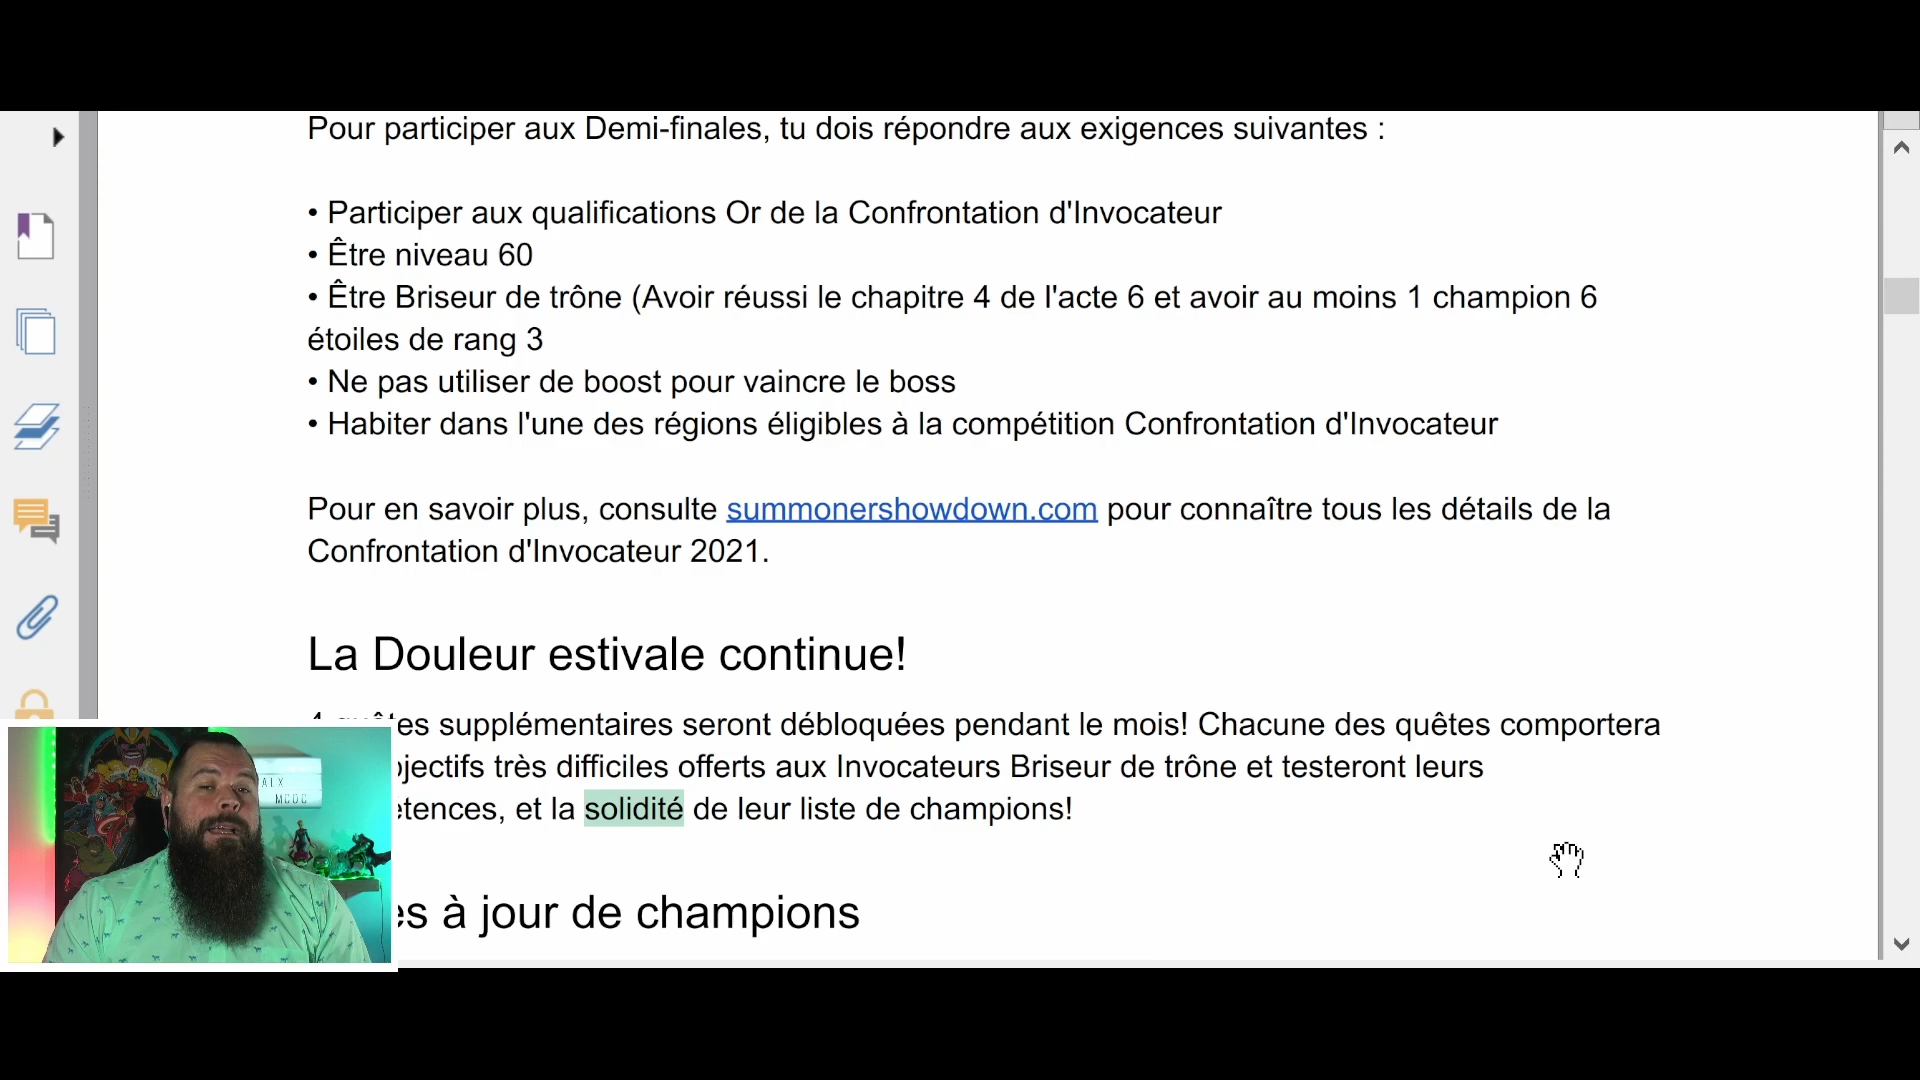 Pour participer aux Demi-finales, tu dois répondre aux exigences suivantes :
• Participer aux qualifications Or de la Confrontation d'Invocateur
• Être niveau 60
• Être Briseur de trône (Avoir réussi le chapitre 4 de l'acte 6 et avoir au moins 1 champion 6
étoiles de rang 3
• Ne pas utiliser de boost pour vaincre le boss
• Habiter dans l'une des régions éligibles à la compétition Confrontation d'Invocateur
Pour en savoir plus, consulte summonershowdown.com pour connaître tous les détails de la
Confrontation d'Invocateur 2021.
La Douleur estivale continue!
supplémentaires seront débloquées pendant le mois! Chacune des quêtes comportera
très difficiles offerts aux Invocateurs Briseur de trône et testeront leurs
et la solidité de leur liste de champions!
à jour de champions
MCOC